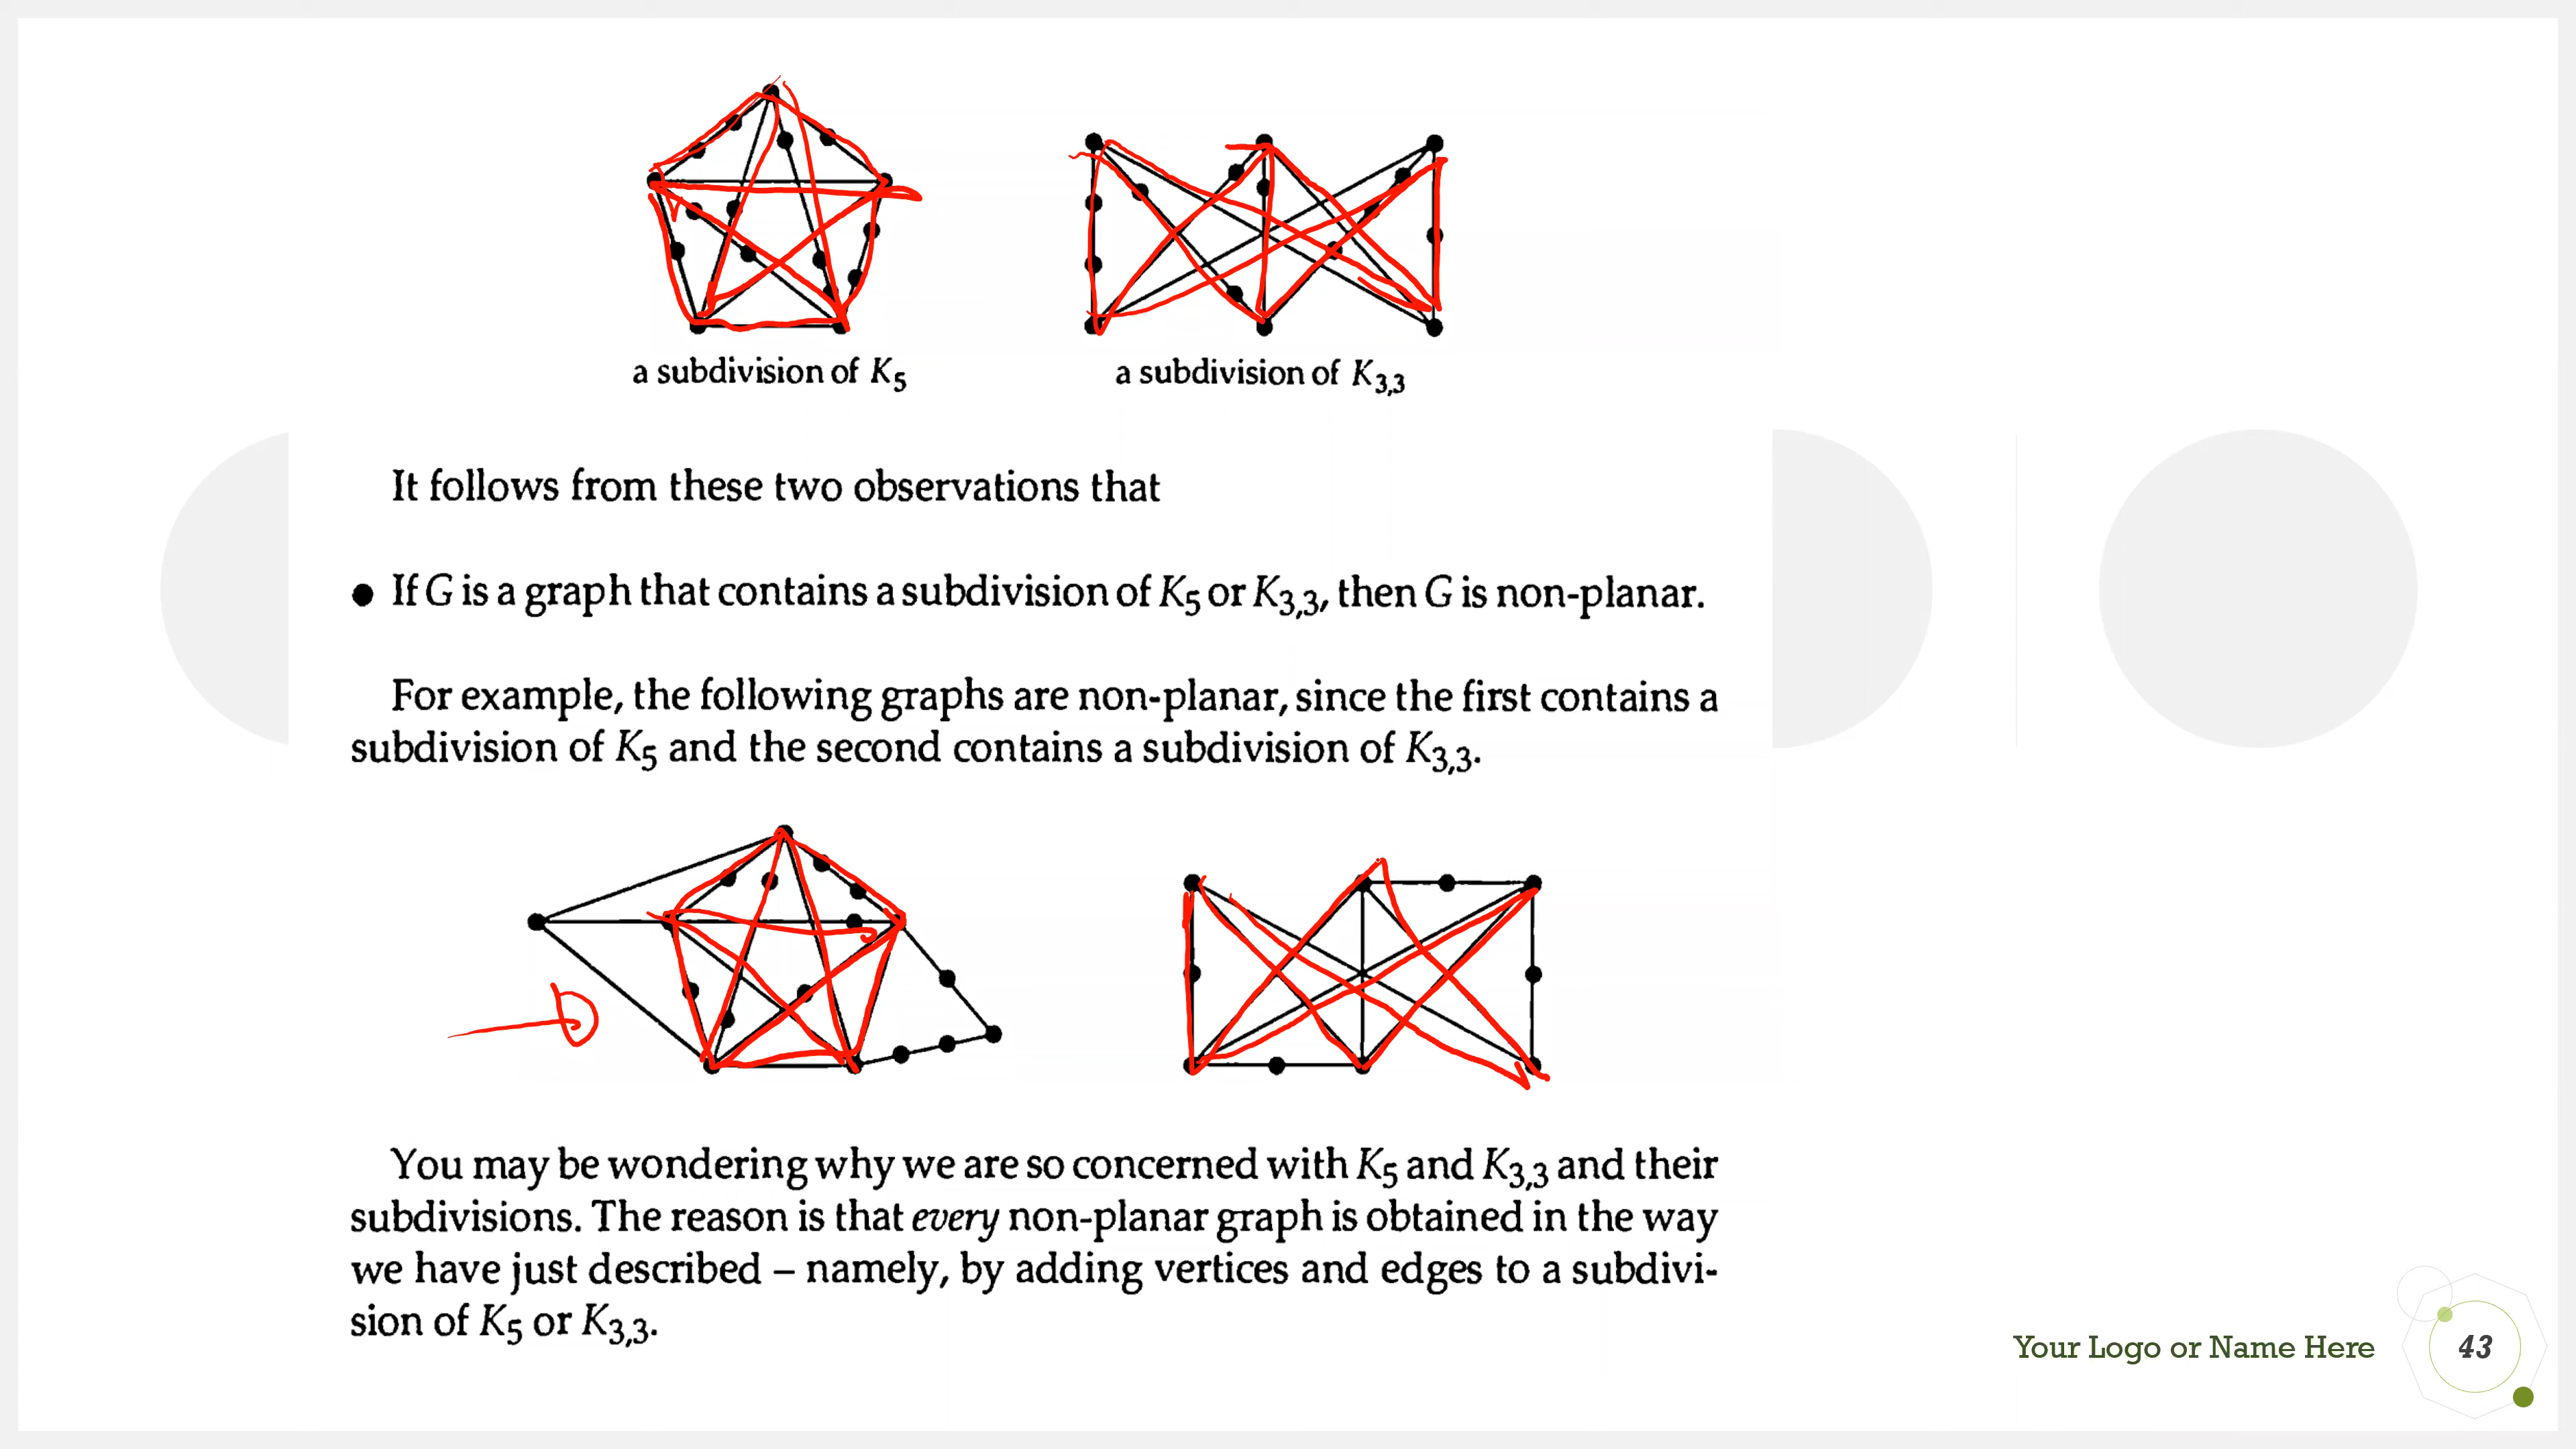 a subdivision of K5
a subdivision of K3,3
It follows from these two observations that
● If G is a graph that contains a subdivision of K5 or K3,3, then G is non-planar.
For example, the following graphs are non-planar, since the first contains a
subdivision of K5 and the second contains a subdivision of K3,3.
You may be wondering why we are so concerned with K5 and K3,3 and their
subdivisions. The reason is that every non-planar graph is obtained in the way
we have just described – namely, by adding vertices and edges to a subdivi-
sion of K5 or K3,3.
Your Logo or Name Here
43